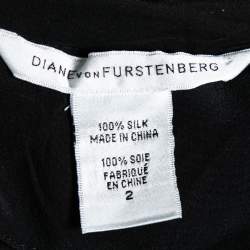 DIANE VON FURSTENBERG
100% SILK
MADE IN CHINA
100% SOIE
FABRIQUÉ
EN CHINE
2